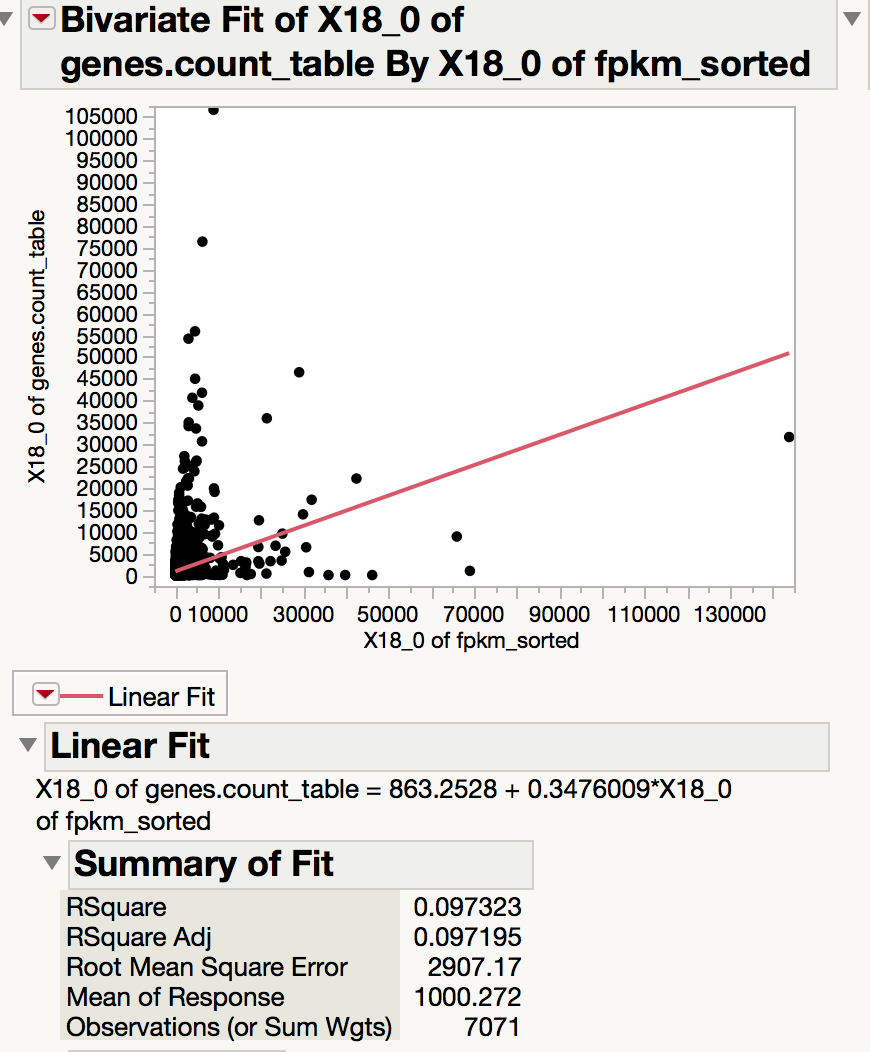 Bivariate Fit of X18_0 of
genes.count_table By X18_0 of fpkm_sorted
105000
100000
95000
90000
85000
80000
75000
70000
65000
60000
55000
50000
45000
40000
35000
30000
25000
20000
15000
10000
5000
0
X18_0 of genes.count_table
0 10000 30000 50000 70000 90000 110000 130000
X18_0 of fpkm_sorted
Linear Fit
Linear Fit
X18_0 of genes.count_table = 863.2528 + 0.3476009*X18_0
of fpkm_sorted
Summary of Fit
RSquare 0.097323
RSquare Adj 0.097195
Root Mean Square Error 2907.17
Mean of Response 1000.272
Observations (or Sum Wgts) 7071